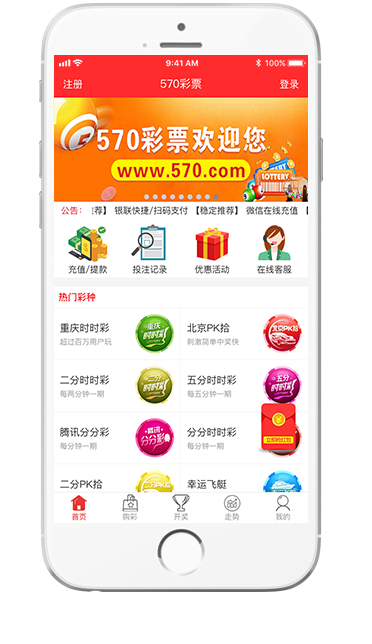 9:41 AM 100%
注册 570彩票 登录
570彩票欢迎您
www.570.com
LOTTERY
公告： 荐】 银联快捷/扫码支付 【稳定推荐】 微信在线充值 【
充值/提款 投注记录 优惠活动 在线客服
热门彩种
重庆时时彩 重庆时时彩 北京PK拾 北京PK拾
超过百万用户玩 刺激简单中奖快
二分时时彩 二分时时彩 五分时时彩 五分时时彩
每两分钟一期 每五分钟一期
腾讯分分彩 腾讯分分彩 分分时时彩
每分钟一期 每分钟一期
立即抢红包
二分PK拾 幸运飞艇
首页 购彩 开奖 走势 我的